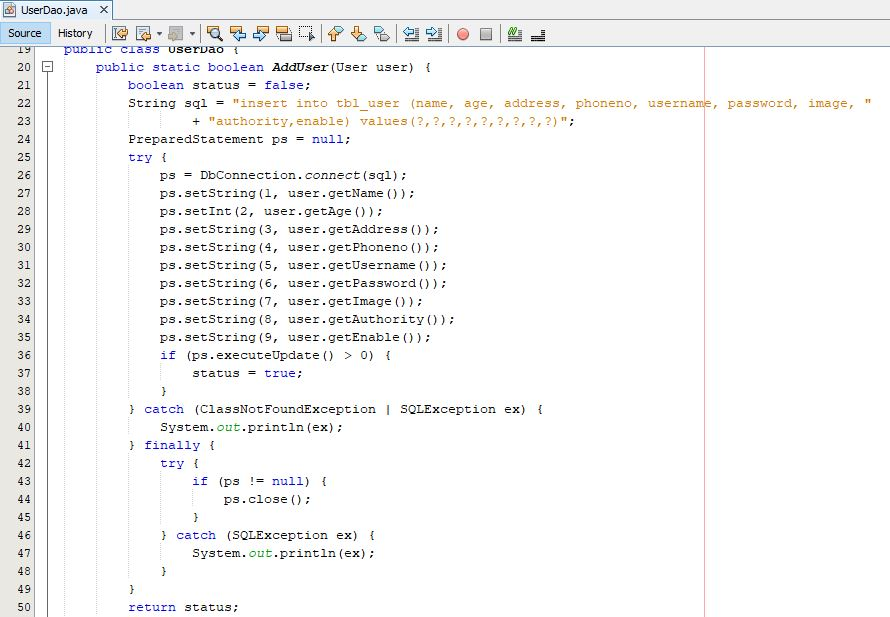 UserDao.java
Source History
19 public class UserDao {
20 public static boolean AddUser(User user) {
21 boolean status = false;
22 String sql = "insert into tbl_user (name, age, address, phoneno, username, password, image, "
23 + "authority,enable) values(?,?,?,?,?,?,?,?,?)";
24 PreparedStatement ps = null;
25 try {
26 ps = DbConnection.connect(sql);
27 ps.setString(1, user.getName());
28 ps.setInt(2, user.getAge());
29 ps.setString(3, user.getAddress());
30 ps.setString(4, user.getPhoneno());
31 ps.setString(5, user.getUsername());
32 ps.setString(6, user.getPassword());
33 ps.setString(7, user.getImage());
34 ps.setString(8, user.getAuthority());
35 ps.setString(9, user.getEnable());
36 if (ps.executeUpdate() > 0) {
37 status = true;
38 }
39 } catch (ClassNotFoundException | SQLException ex) {
40 System.out.println(ex);
41 } finally {
42 try {
43 if (ps != null) {
44 ps.close();
45 }
46 } catch (SQLException ex) {
47 System.out.println(ex);
48 }
49 }
50 return status;